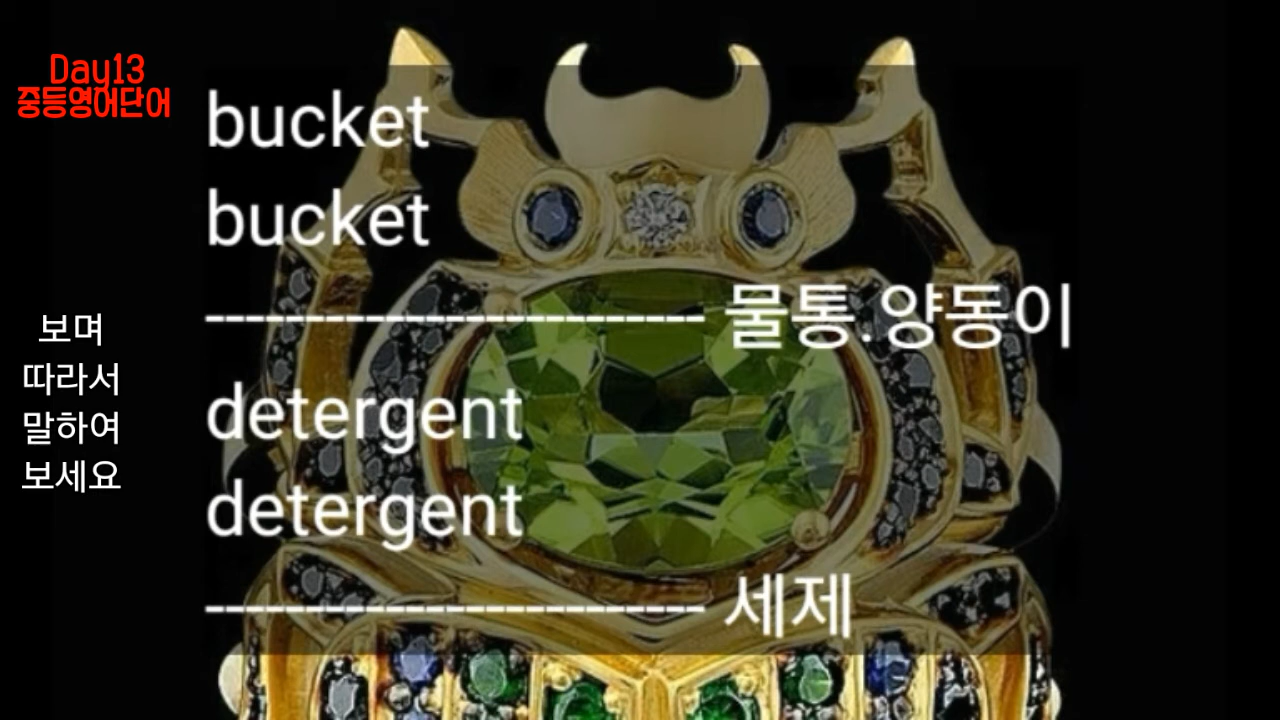 Day13
중등영어단어
보며
따라서
말하여
보세요
bucket
bucket
------------------------- 물통.양동이
detergent
detergent
------------------------- 세제